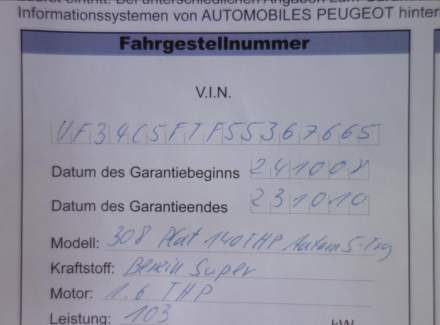 Informationssystemen von AUTOMOBILES PEUGEOT hinter
Fahrgestellnummer
V.I.N.
VF34C5FTF55367665
Datum des Garantiebeginns 241008
Datum des Garantieendes 231010
Modell: 308 Plat 140THP Autom 5-Trg
Kraftstoff: Benzin Super
Motor: 1.6 THP
Leistung: 103 kW